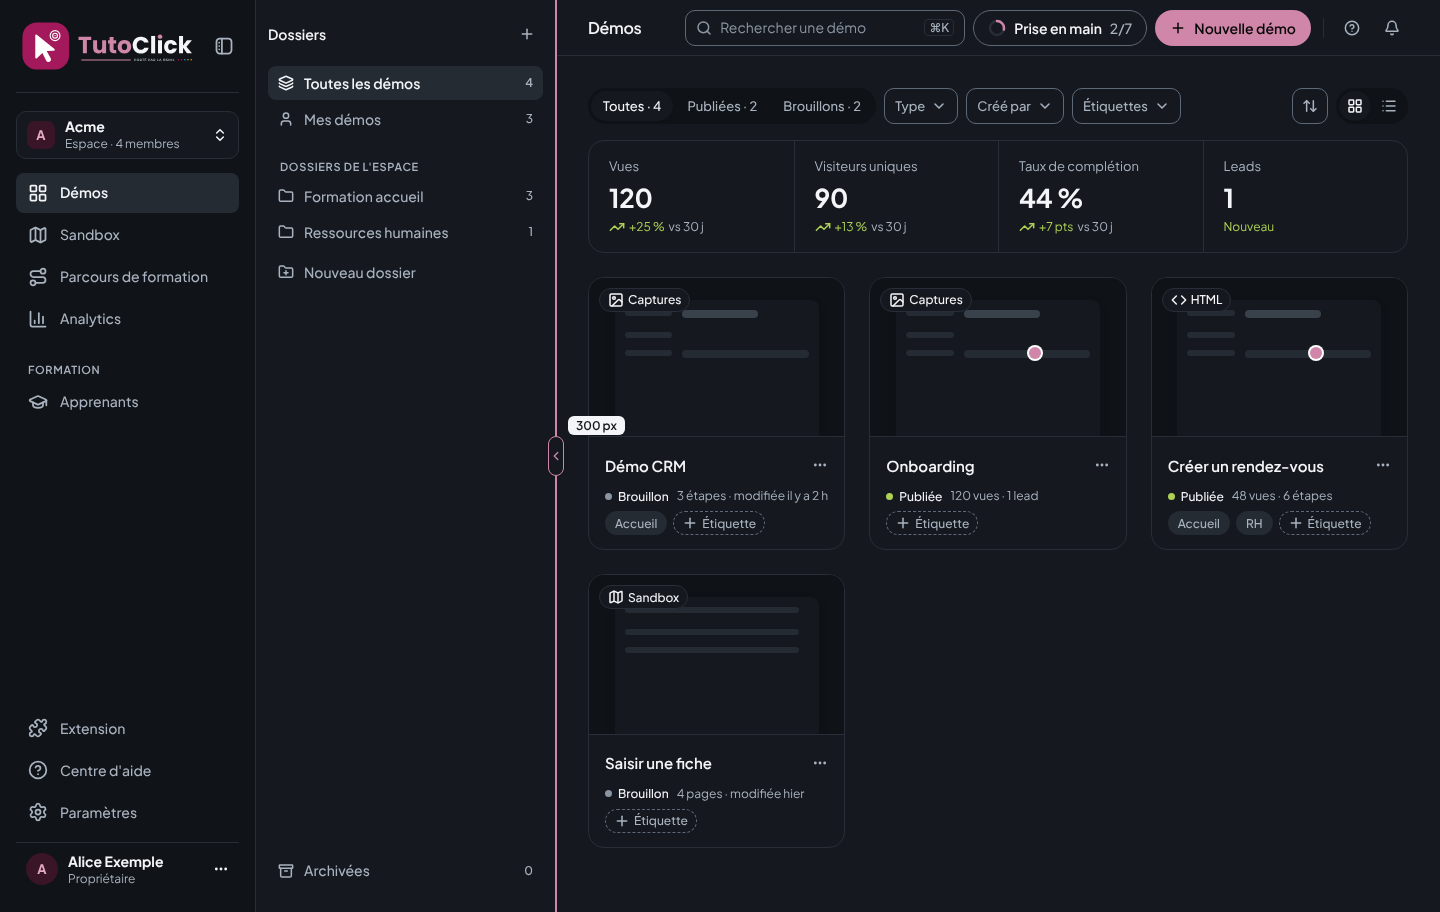 TutoClick
A
Acme
Espace · 4 membres
Démos
Sandbox
Parcours de formation
Analytics
FORMATION
Apprenants
Extension
Centre d'aide
Paramètres
A
Alice Exemple
Propriétaire
Dossiers
Toutes les démos 4
Mes démos 3
DOSSIERS DE L'ESPACE
Formation accueil 3
Ressources humaines 1
Nouveau dossier
Archivées 0
300 px
Démos
Rechercher une démo ⌘K
Prise en main 2/7
Nouvelle démo
Toutes · 4 Publiées · 2 Brouillons · 2 Type Créé par Étiquettes
Vues
120
+25 % vs 30 j
Visiteurs uniques
90
+13 % vs 30 j
Taux de complétion
44 %
+7 pts vs 30 j
Leads
1
Nouveau
Captures
Démo CRM
Brouillon 3 étapes · modifiée il y a 2 h
Accueil Étiquette
Captures
Onboarding
Publiée 120 vues · 1 lead
Étiquette
HTML
Créer un rendez-vous
Publiée 48 vues · 6 étapes
Accueil RH Étiquette
Sandbox
Saisir une fiche
Brouillon 4 pages · modifiée hier
Étiquette